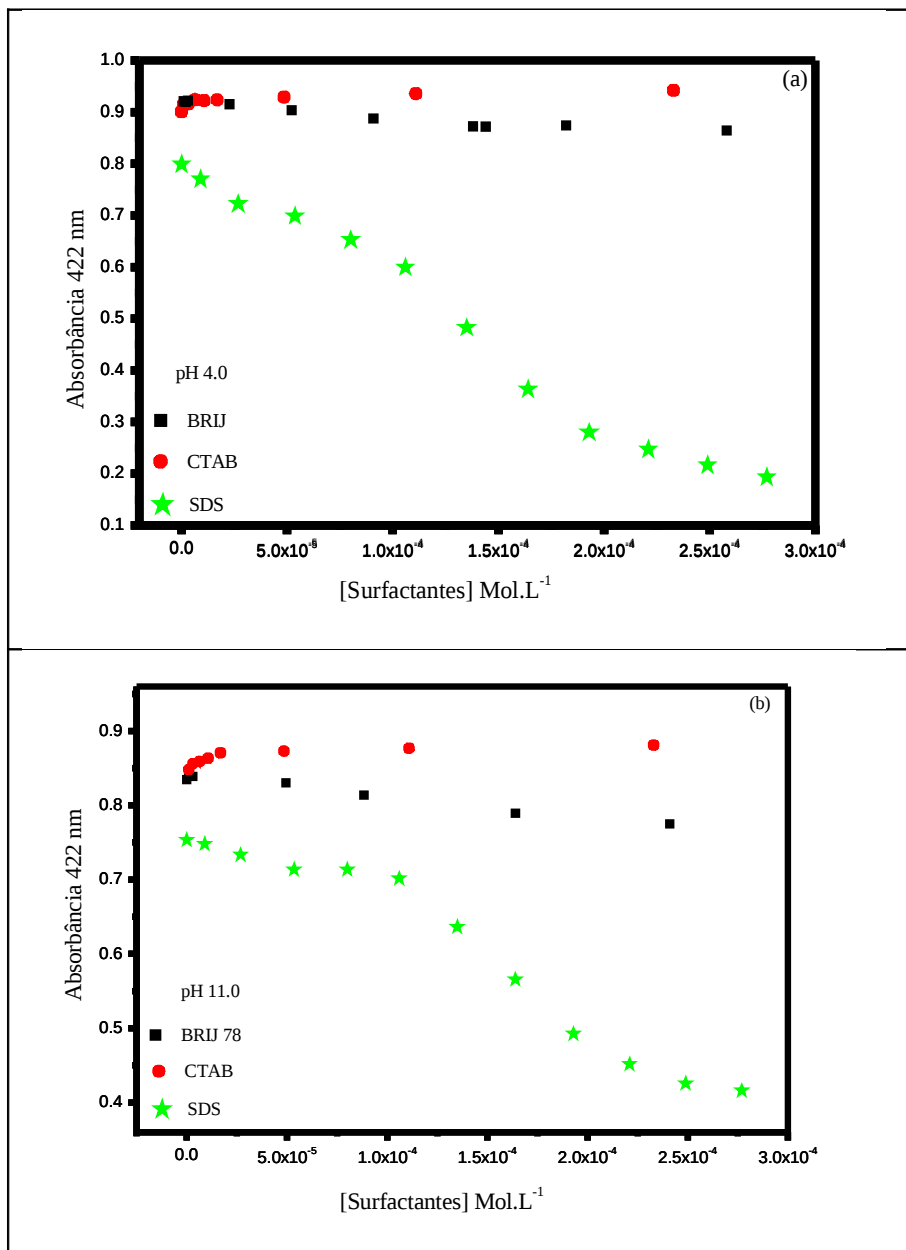 (a)
1.0
0.9
0.8
0.7
0.6
0.5
0.4
0.3
0.2
0.1
Absorbância 422 nm
pH 4.0
BRIJ
CTAB
SDS
0.0 5.0x10⁻⁵ 1.0x10⁻⁴ 1.5x10⁻⁴ 2.0x10⁻⁴ 2.5x10⁻⁴ 3.0x10⁻⁴
[Surfactantes] Mol.L⁻¹
(b)
0.9
0.8
0.7
0.6
0.5
0.4
Absorbância 422 nm
pH 11.0
BRIJ 78
CTAB
SDS
0.0 5.0x10⁻⁵ 1.0x10⁻⁴ 1.5x10⁻⁴ 2.0x10⁻⁴ 2.5x10⁻⁴ 3.0x10⁻⁴
[Surfactantes] Mol.L⁻¹